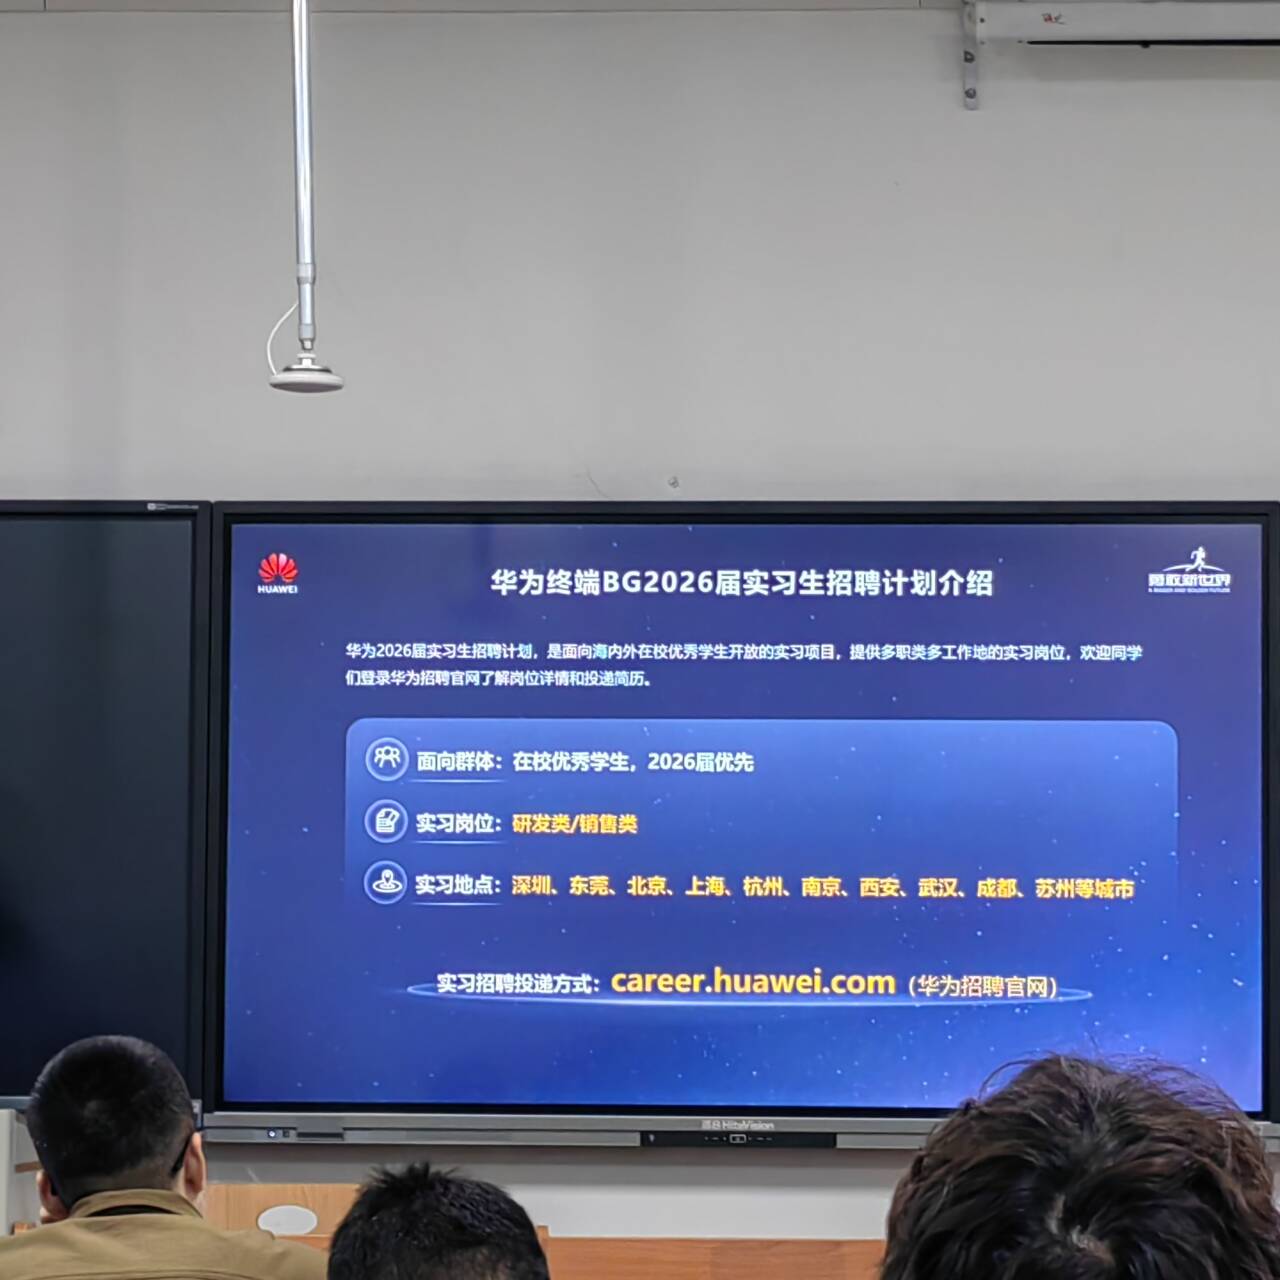 HUAWEI
华为终端BG2026届实习生招聘计划介绍
勇敢新世界
华为2026届实习生招聘计划，是面向海内外在校优秀学生开放的实习项目，提供多职类多工作地的实习岗位，欢迎同学
们登录华为招聘官网了解岗位详情和投递简历。
面向群体：在校优秀学生，2026届优先
实习岗位：研发类/销售类
实习地点：深圳、东莞、北京、上海、杭州、南京、西安、武汉、成都、苏州等城市
实习招聘投递方式：career.huawei.com（华为招聘官网）
HiteVision